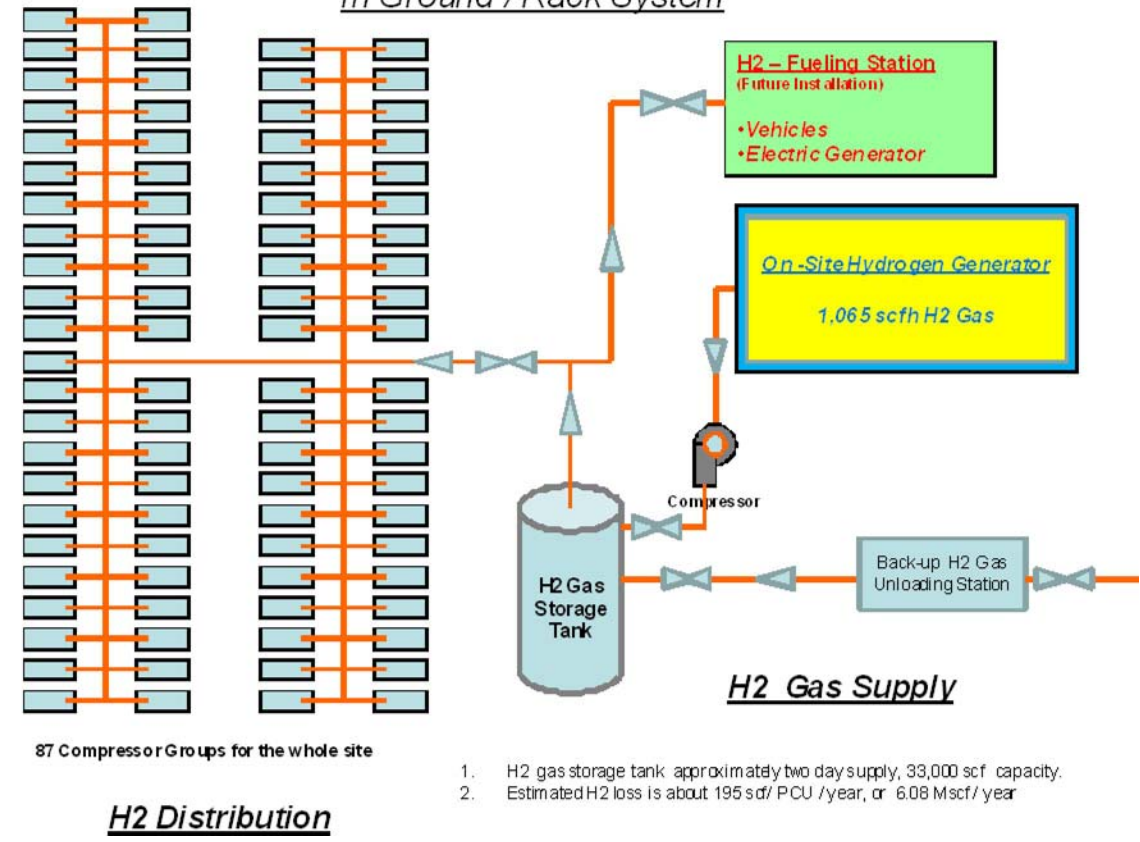 In Ground / Rack System
H2 – Fueling Station
(Future Installation)
•Vehicles
•Electric Generator
On-Site Hydrogen Generator
1,065 scfh H2 Gas
Compressor
Back-up H2 Gas
Unloading Station
H2 Gas
Storage
Tank
H2 Gas Supply
87 Compressor Groups for the whole site
1. H2 gas storage tank approximately two day supply, 33,000 scf capacity.
2. Estimated H2 loss is about 195 scf/ PCU /year, or 6.08 Mscf/ year
H2 Distribution